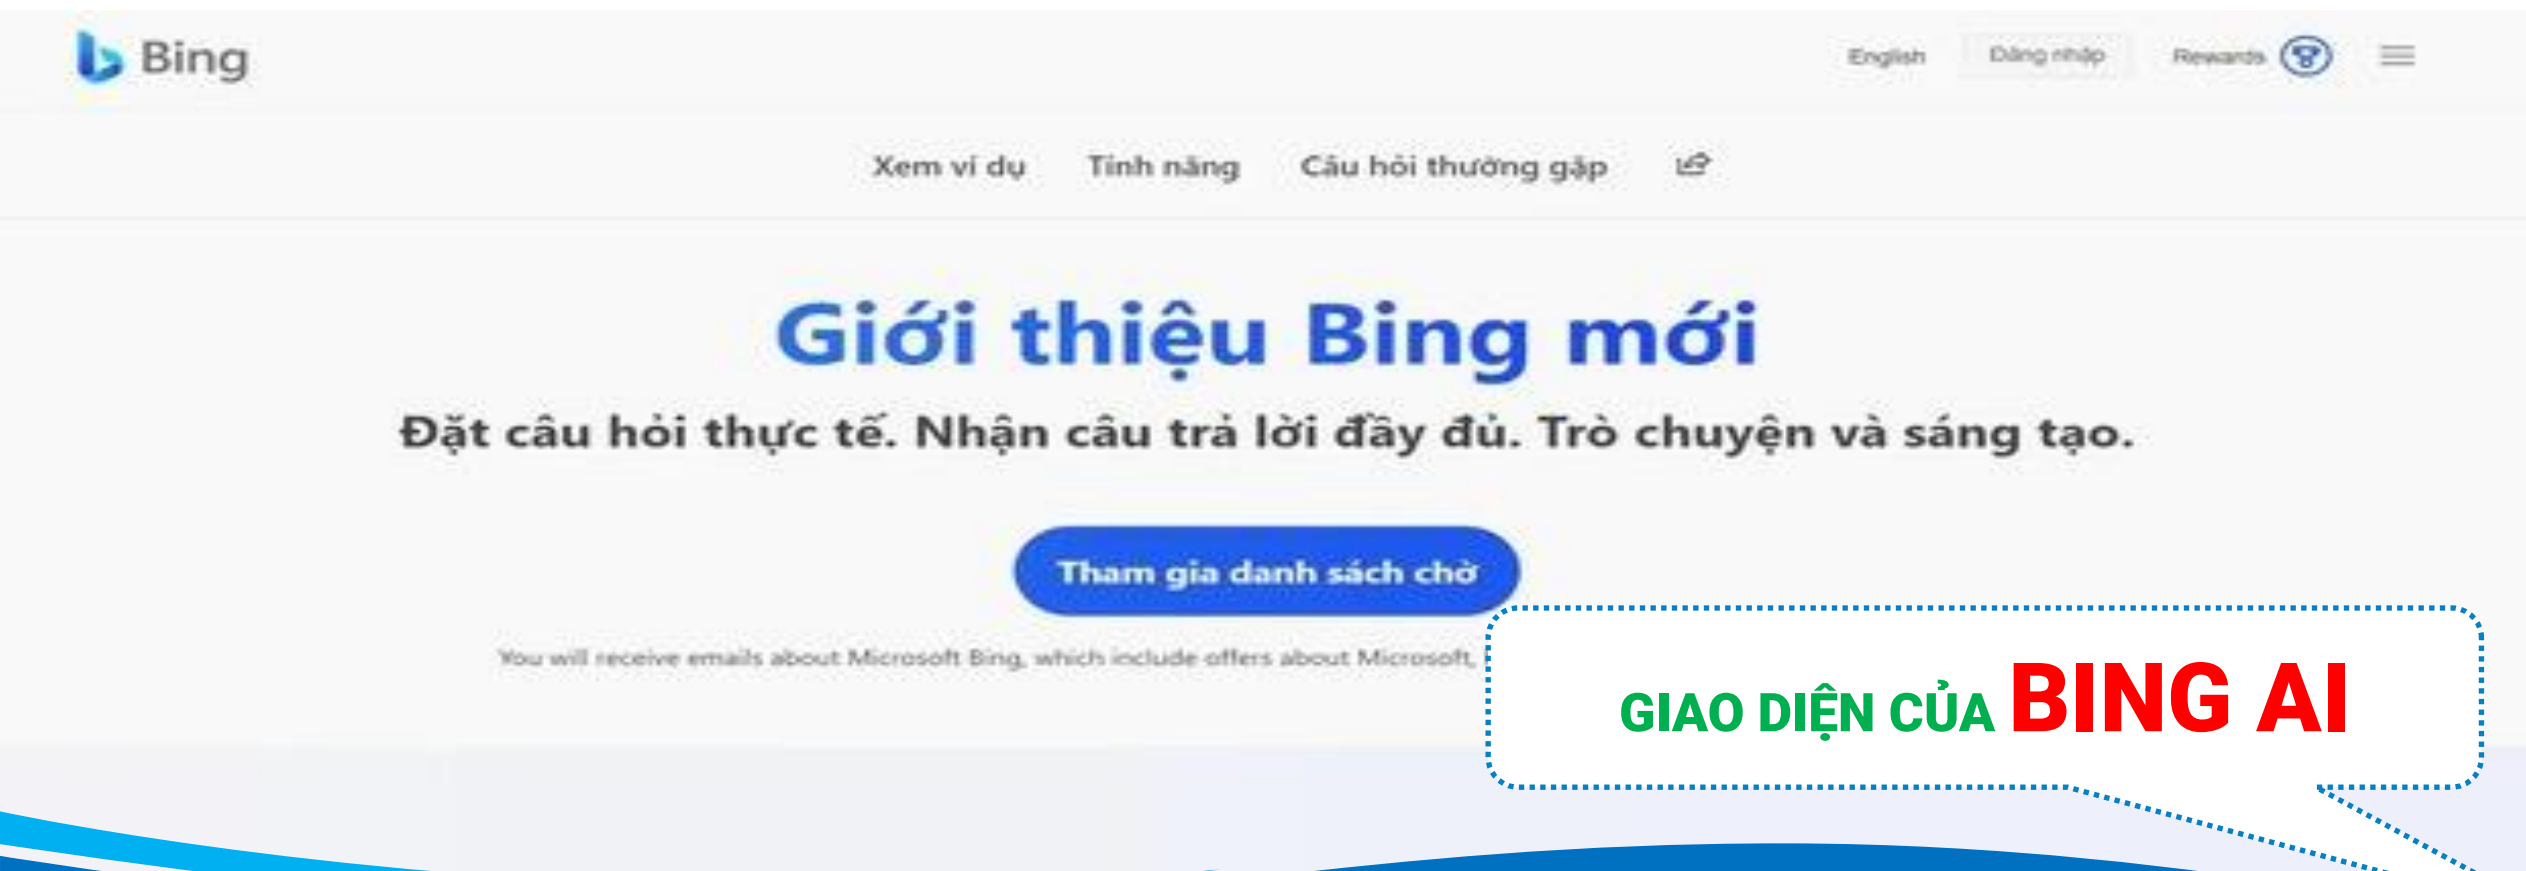 Bing
English Đăng nhập Rewards
Xem ví dụ Tính năng Câu hỏi thường gặp
Giới thiệu Bing mới
Đặt câu hỏi thực tế. Nhận câu trả lời đầy đủ. Trò chuyện và sáng tạo.
Tham gia danh sách chờ
You will receive emails about Microsoft Bing, which include offers about Microsoft,
GIAO DIỆN CỦA BING AI